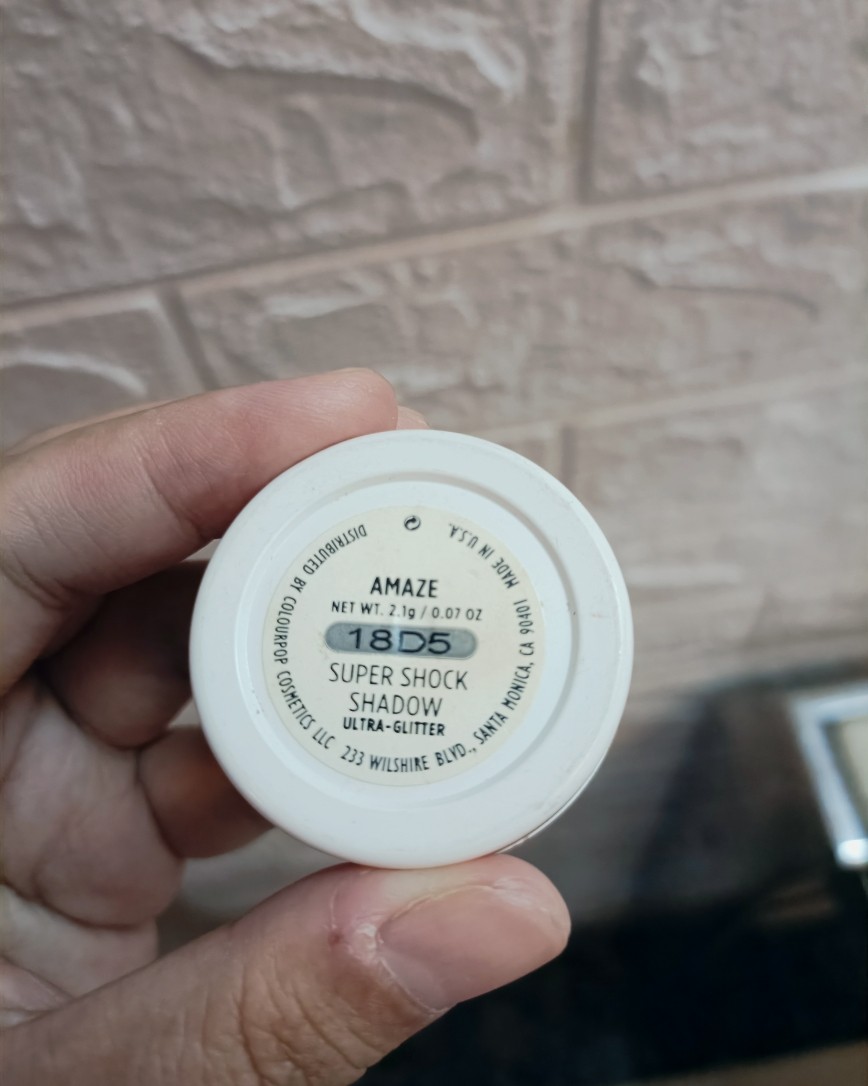 AMAZE
NET WT. 2.1g / 0.07 OZ
18D5
SUPER SHOCK
SHADOW
ULTRA-GLITTER
DISTRIBUTED BY COLOURPOP COSMETICS LLC 233 WILSHIRE BLVD., SANTA MONICA, CA 90401 MADE IN U.S.A.